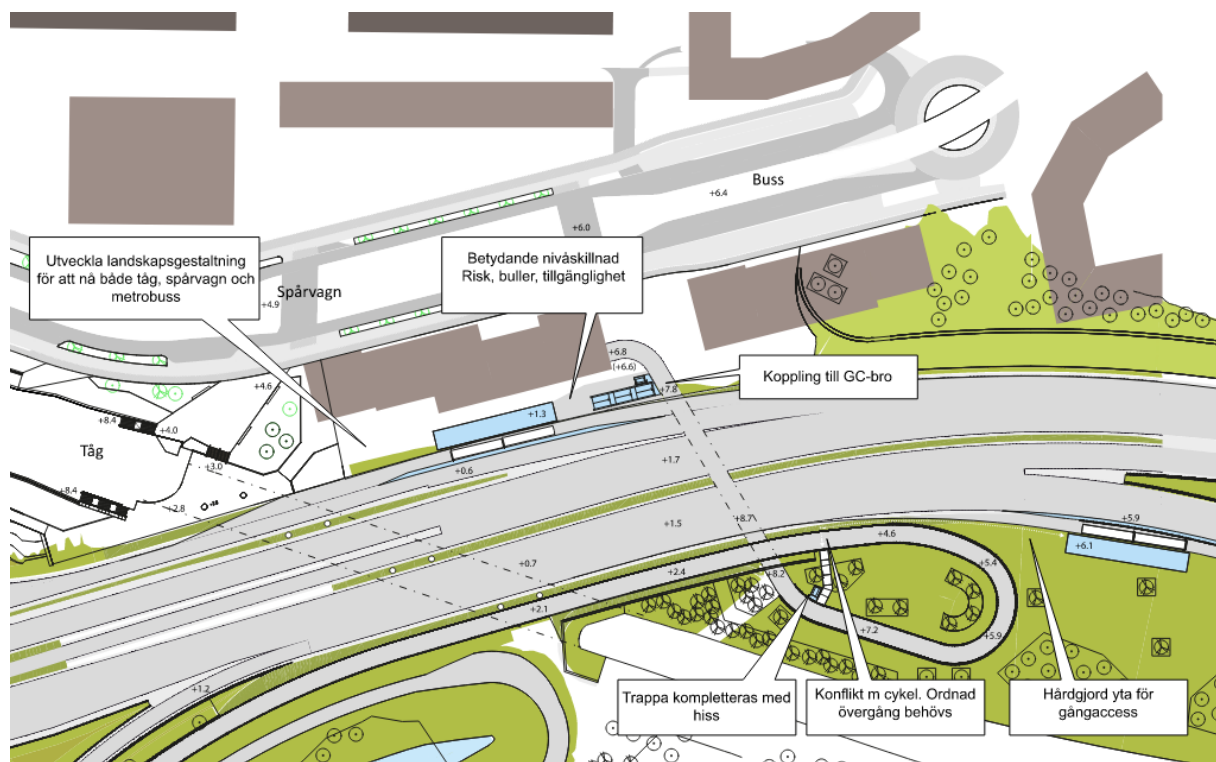 Buss
+6.4
+6.0
Utveckla landskapsgestaltning
för att nå både tåg, spårvagn och
metrobuss
Betydande nivåskillnad
Risk, buller, tillgänglighet
Spårvagn
+4.9
+6.8
(+6.6)
+7.8
Koppling till GC-bro
+4.6
+1.3
+8.4
+4.0
Tåg
+3.0
+0.6
+1.7
+8.4
+2.8
+1.5
+8.7
+5.9
+6.1
+4.6
+5.4
+0.7
+2.4
+8.2
+2.1
+7.2
+5.9
+1.2
Trappa kompletteras med
hiss
Konflikt m cykel. Ordnad
övergång behövs
Hårdgjord yta för
gångaccess